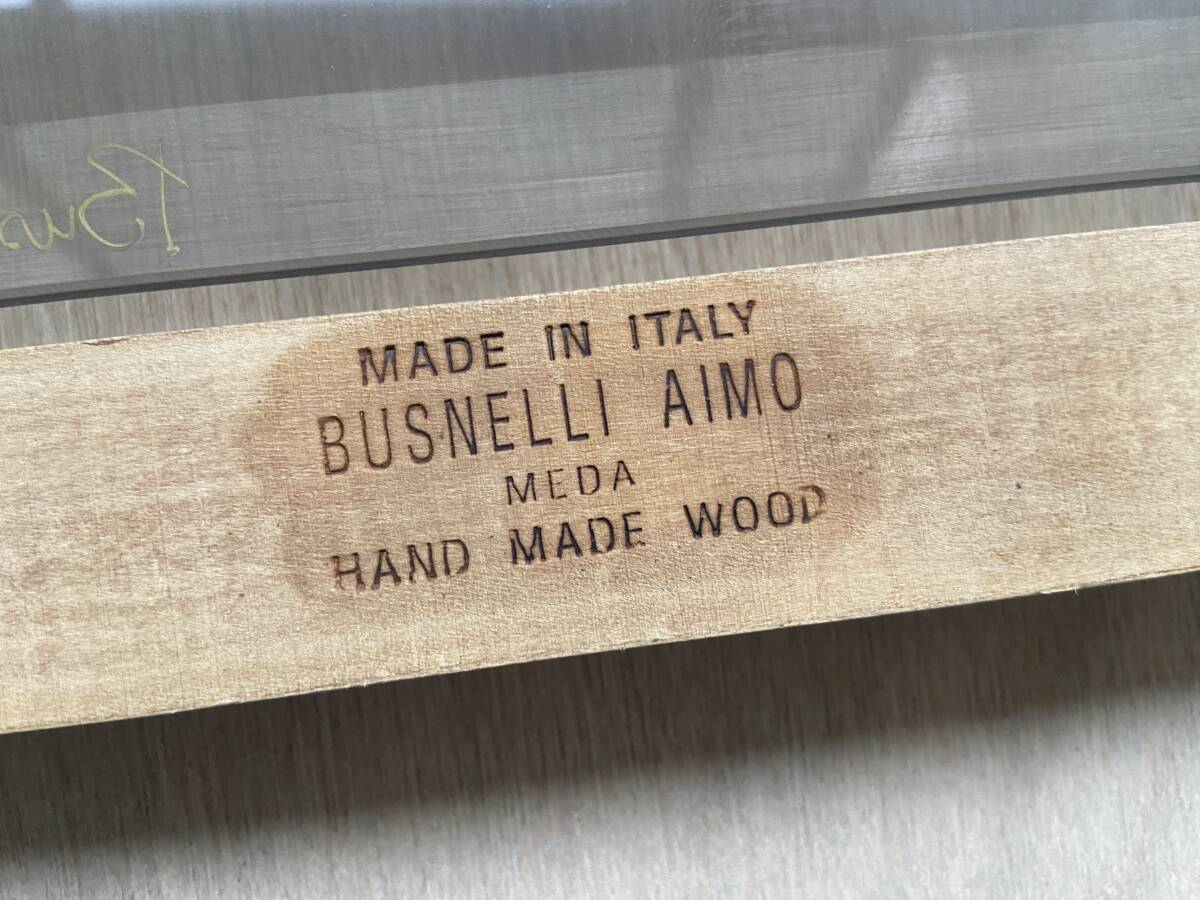 MADE IN ITALY
BUSNELLI AIMO
MEDA
HAND MADE WOOD